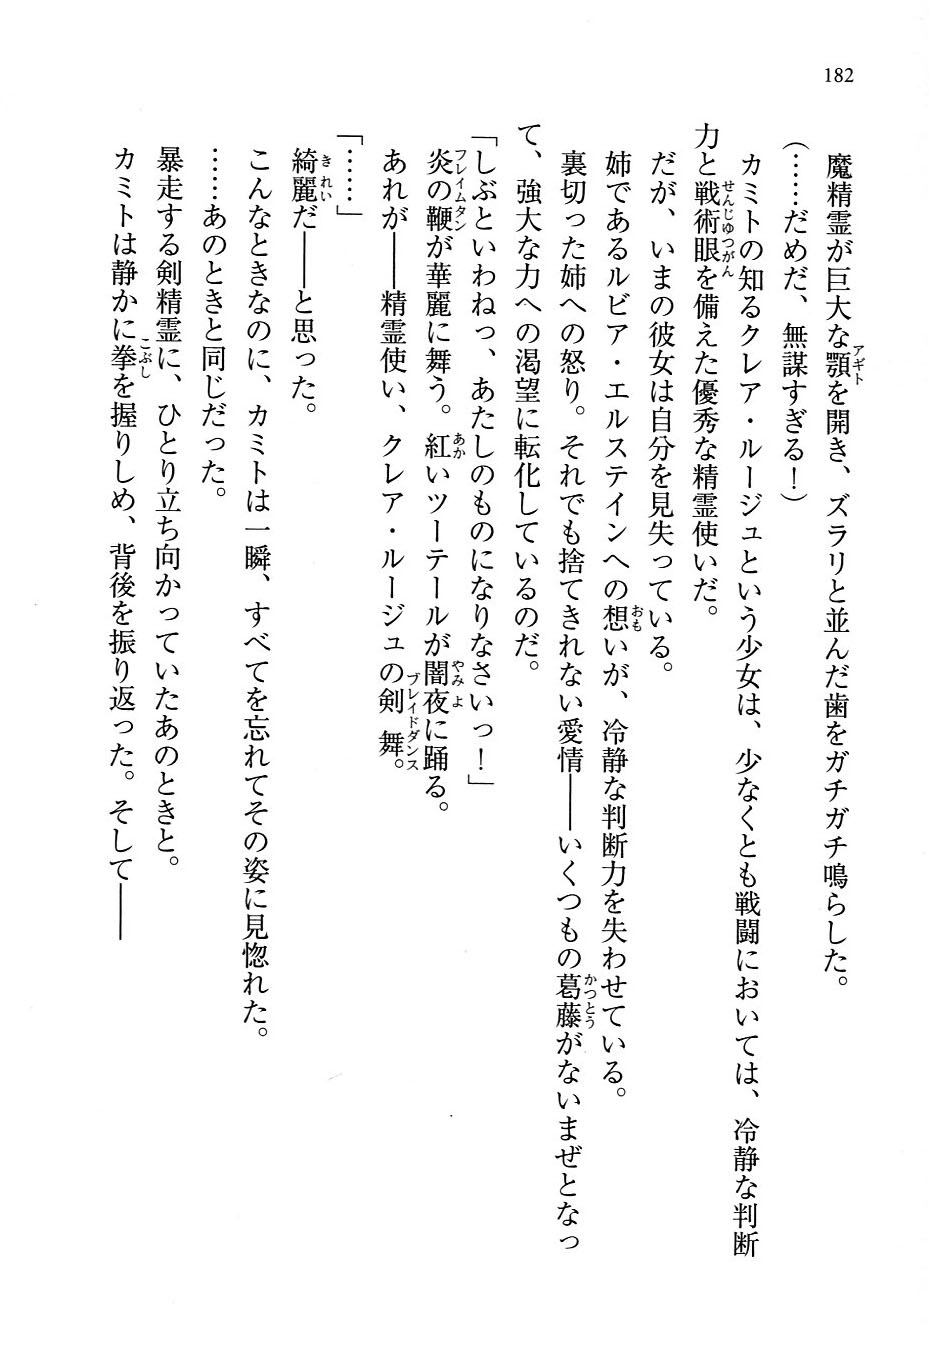 182
魔精霊が巨大な顎を開き、ズラリと並んだ歯をガチガチ鳴らした。
(……だめだ、無謀すぎる！)
カミトの知るクレア・ルージュという少女は、少なくとも戦闘においては、冷静な判断
力と戦術眼を備えた優秀な精霊使いだ。
だが、いまの彼女は自分を見失っている。
姉であるルビア・エルステインへの想いが、冷静な判断力を失わせている。
裏切った姉への怒り。それでも捨てきれない愛情――いくつもの葛藤がないまぜとなっ
て、強大な力への渇望に転化しているのだ。
「しぶといわねっ、あたしのものになりなさいっ！」
炎の鞭が華麗に舞う。紅いツーテールが闇夜に踊る。
あれが――精霊使い、クレア・ルージュの剣舞。
「……」
綺麗だ――と思った。
こんなときなのに、カミトは一瞬、すべてを忘れてその姿に見惚れた。
……あのときと同じだった。
暴走する剣精霊に、ひとり立ち向かっていたあのときと。
カミトは静かに拳を握りしめ、背後を振り返った。そして――